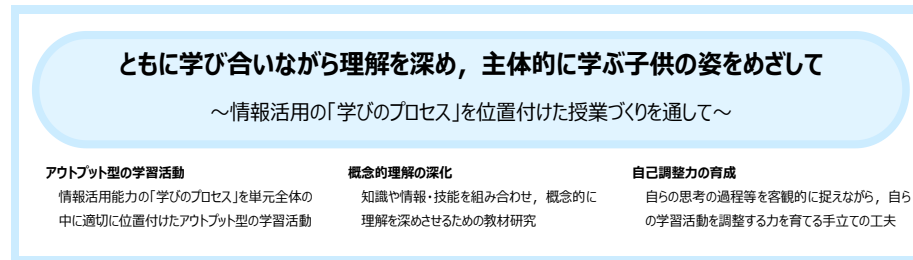 ともに学び合いながら理解を深め，主体的に学ぶ子供の姿をめざして
～情報活用の「学びのプロセス」を位置付けた授業づくりを通して～
アウトプット型の学習活動
情報活用能力の「学びのプロセス」を単元全体の
中に適切に位置付けたアウトプット型の学習活動
概念的理解の深化
知識や情報・技能を組み合わせ，概念的に
理解を深めさせるための教材研究
自己調整力の育成
自らの思考の過程等を客観的に捉えながら，自ら
の学習活動を調整する力を育てる手立ての工夫